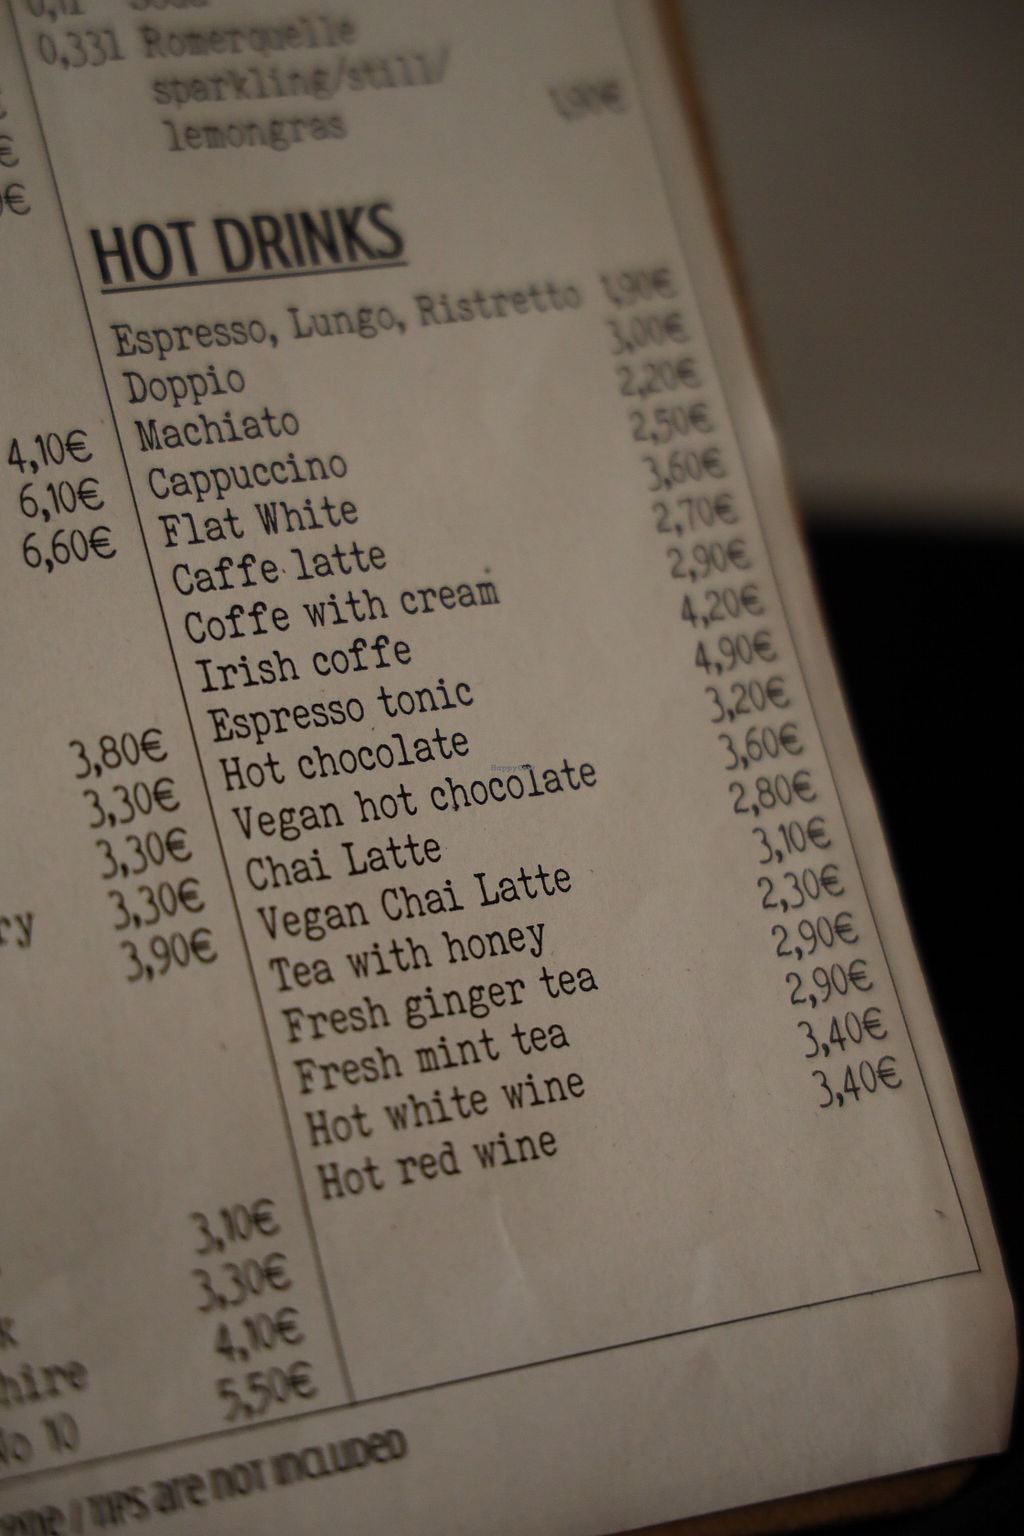 0,33l Romerquelle
sparkling/still/
lemongras 1,90€
HOT DRINKS
Espresso, Lungo, Ristretto 1,90€
Doppio 3,00€
Machiato 2,20€
Cappuccino 2,50€
Flat White 3,60€
Caffe latte 2,70€
Coffe with cream 2,90€
Irish coffe 4,20€
Espresso tonic 4,90€
Hot chocolate 3,20€
Vegan hot chocolate 3,60€
Chai Latte 2,80€
Vegan Chai Latte 3,10€
Tea with honey 2,30€
Fresh ginger tea 2,90€
Fresh mint tea 2,90€
Hot white wine 3,40€
Hot red wine 3,40€
4,10€
6,10€
6,60€
3,80€
3,30€
3,30€
3,30€
3,90€
3,10€
3,30€
4,10€
No 10 5,50€
TIPS are not included